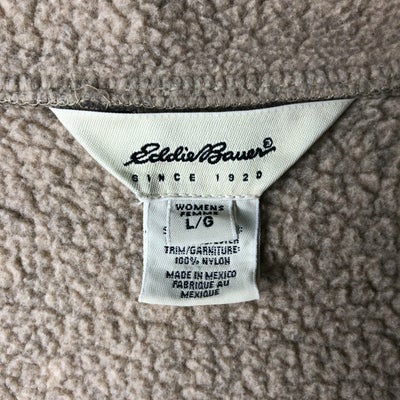 Eddie Bauer®
SINCE 1920
WOMENS
FEMME
L/G
TRIM/GARNITURE:
100% NYLON
MADE IN MEXICO
FABRIQUE AU
MEXIQUE